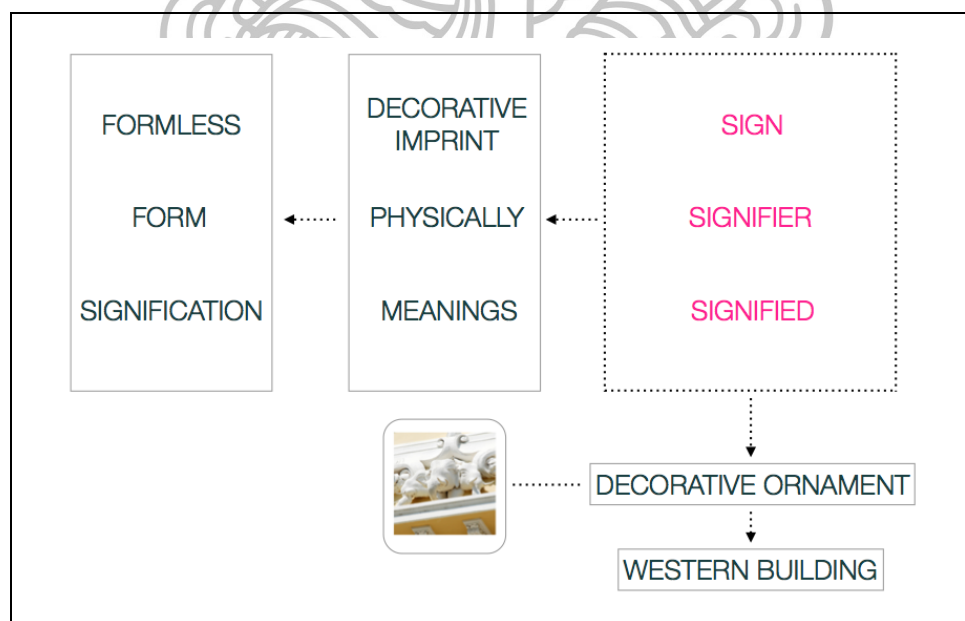 FORMLESS
FORM
SIGNIFICATION
DECORATIVE
IMPRINT
PHYSICALLY
MEANINGS
SIGN
SIGNIFIER
SIGNIFIED
DECORATIVE ORNAMENT
WESTERN BUILDING